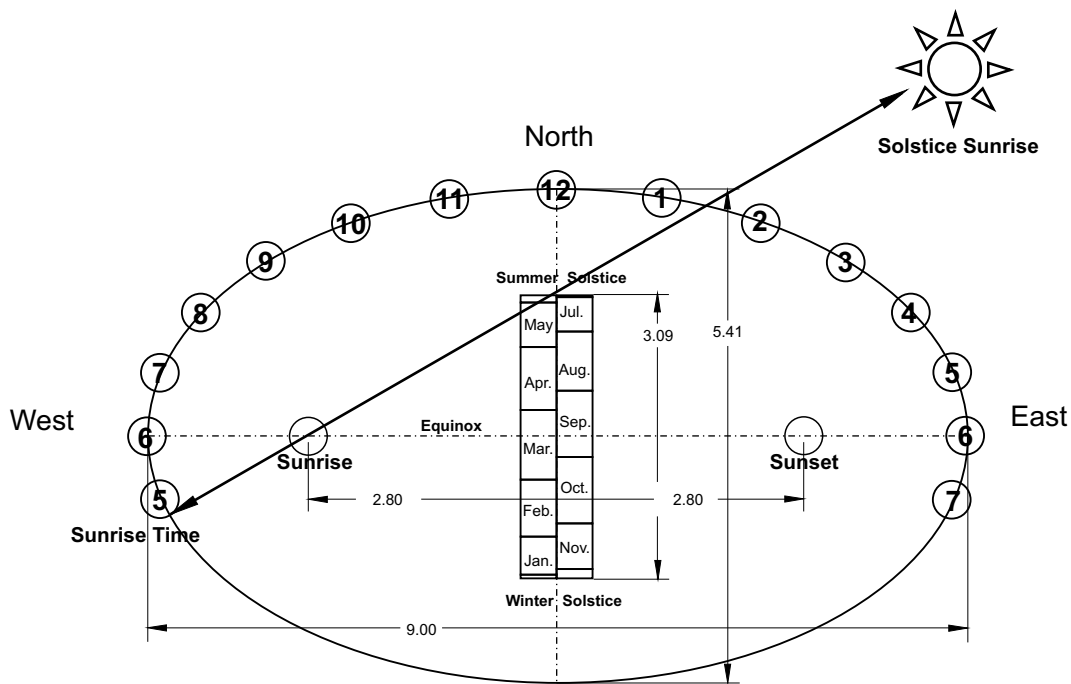 Solstice Sunrise
North
12
11
1
10
2
9
3
Summer Solstice
8
4
May
Jul.
3.09
5.41
7
5
Apr.
Aug.
West
East
6
Equinox
Sep.
6
Mar.
Sunrise
Sunset
5
2.80
Oct.
2.80
7
Feb.
Sunrise Time
Jan.
Nov.
Winter Solstice
9.00